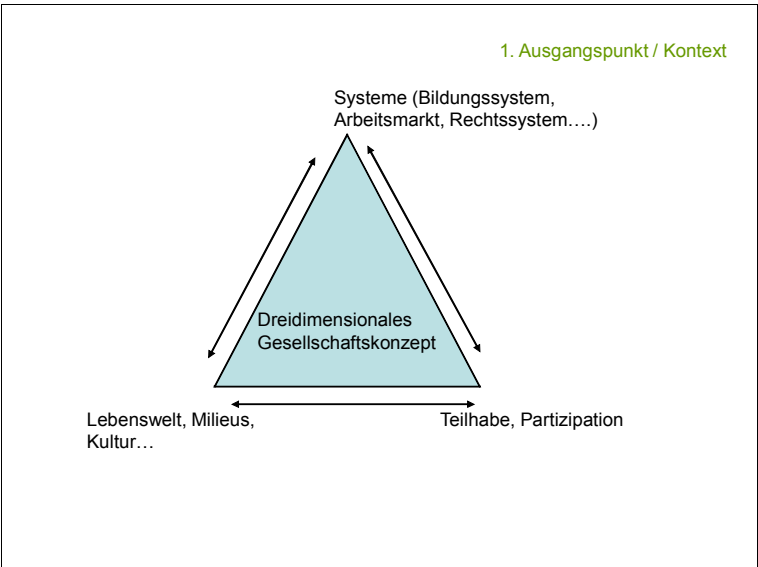 1. Ausgangspunkt / Kontext
Systeme (Bildungssystem,
Arbeitsmarkt, Rechtssystem….)
Dreidimensionales
Gesellschaftskonzept
Lebenswelt, Milieus,
Kultur…
Teilhabe, Partizipation